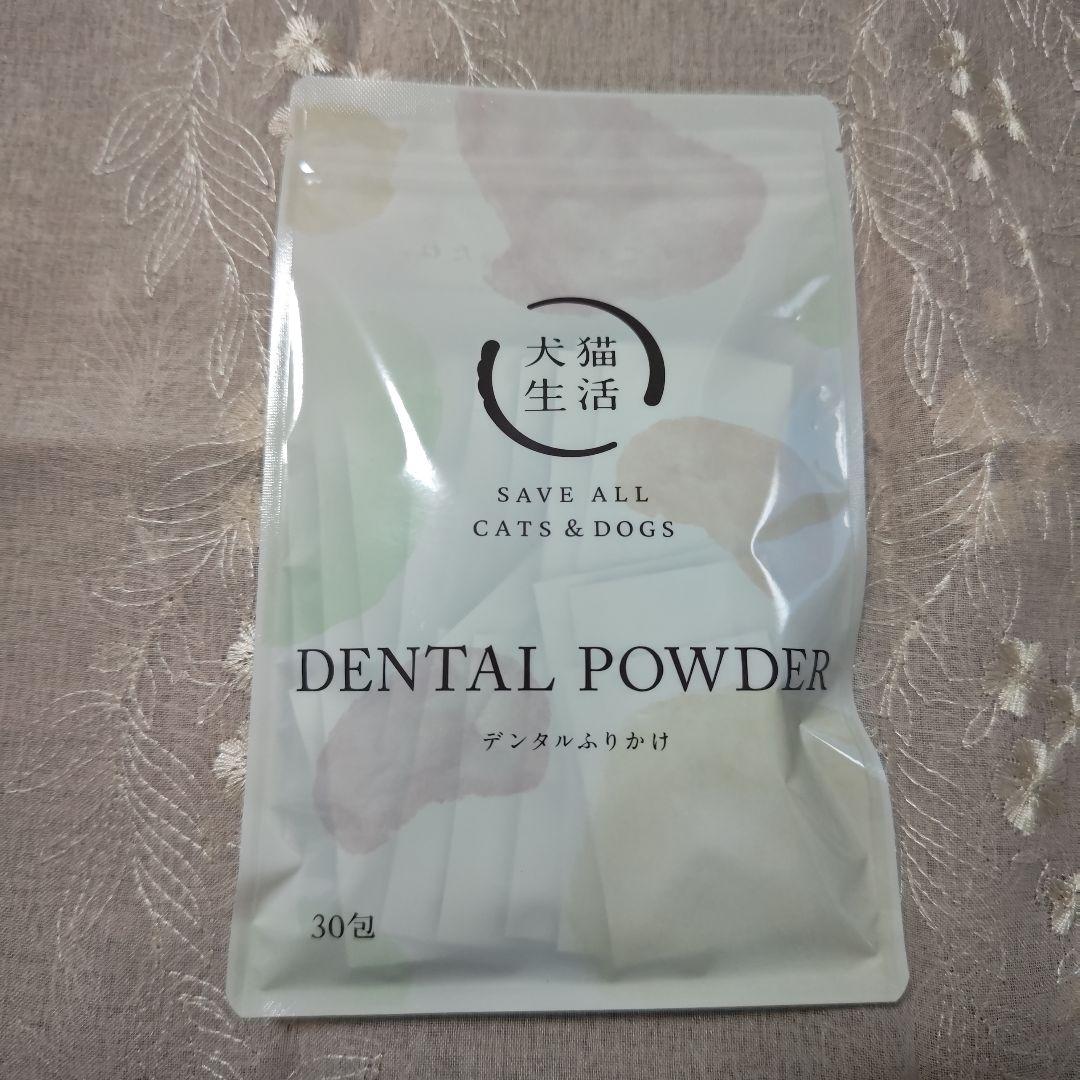 犬猫
生活
SAVE ALL
CATS & DOGS
DENTAL POWDER
デンタルふりかけ
30包